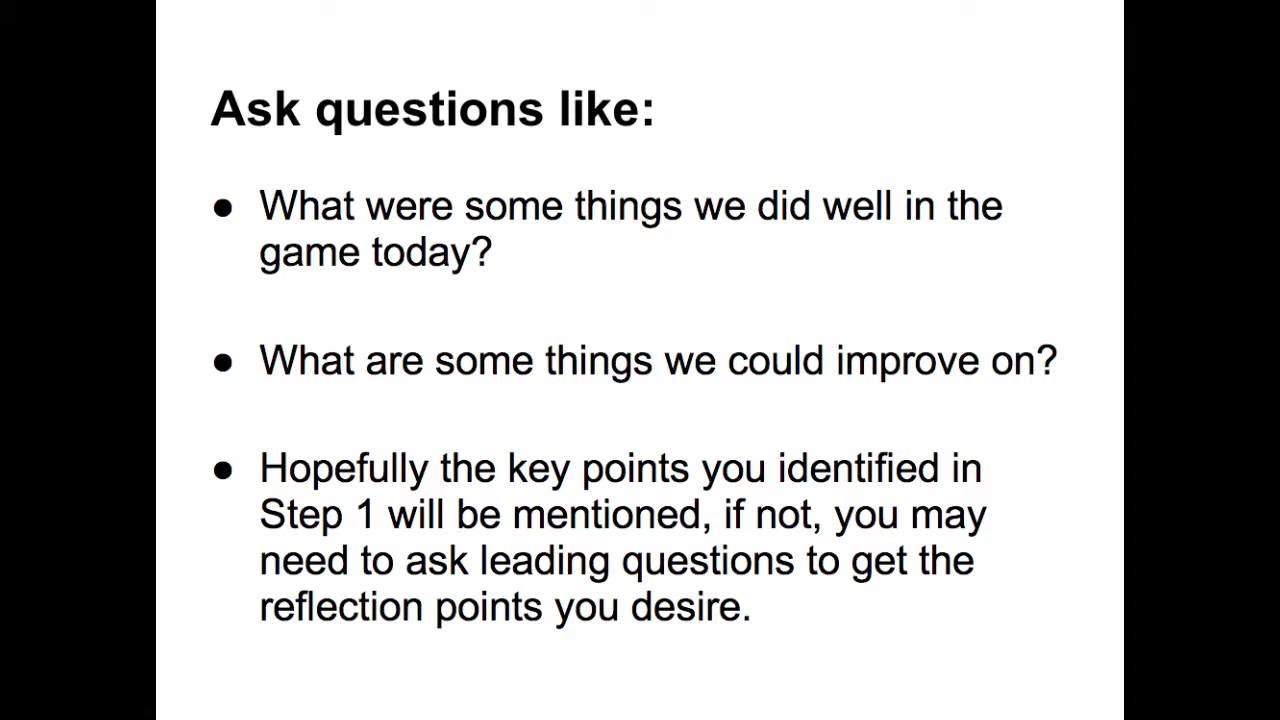 Ask questions like:
● What were some things we did well in the
game today?
● What are some things we could improve on?
● Hopefully the key points you identified in
Step 1 will be mentioned, if not, you may
need to ask leading questions to get the
reflection points you desire.